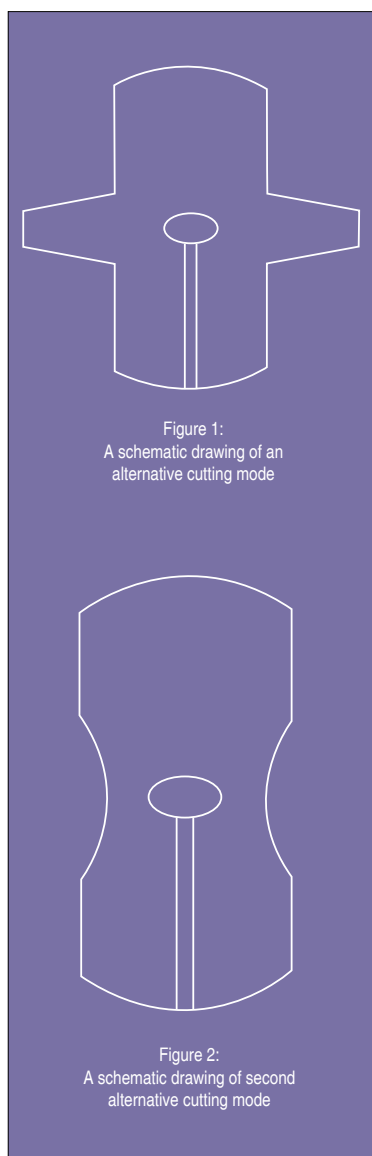 Figure 1:
A schematic drawing of an
alternative cutting mode
Figure 2:
A schematic drawing of second
alternative cutting mode